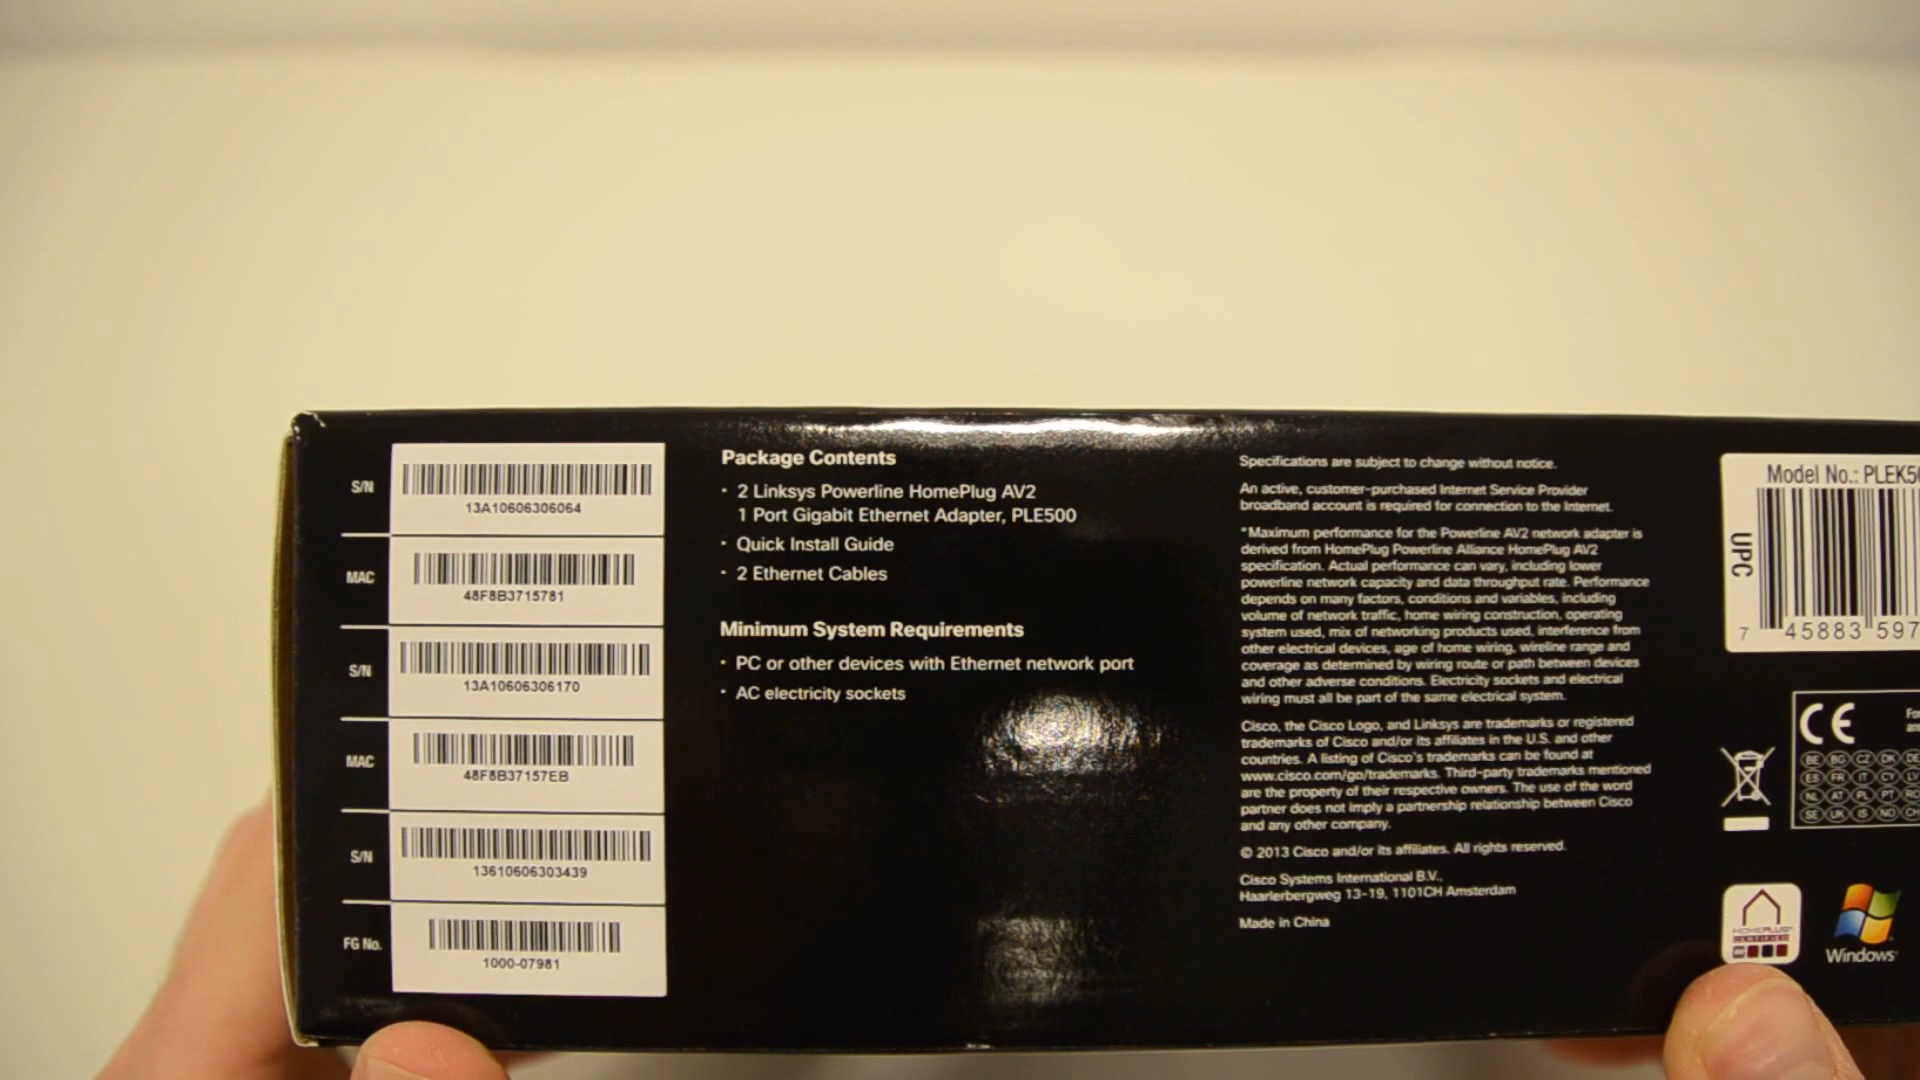 S/N
13A10606306064
MAC
48F8B3715781
S/N
13A10606306170
MAC
48F8B37157EB
S/N
13610606303439
FG No.
1000-07981
Package Contents
· 2 Linksys Powerline HomePlug AV2
1 Port Gigabit Ethernet Adapter, PLE500
· Quick Install Guide
· 2 Ethernet Cables
Minimum System Requirements
· PC or other devices with Ethernet network port
· AC electricity sockets
Specifications are subject to change without notice.
An active, customer-purchased Internet Service Provider
broadband account is required for connection to the Internet.
*Maximum performance for the Powerline AV2 network adapter is
derived from HomePlug Powerline Alliance HomePlug AV2
specification. Actual performance can vary, including lower
powerline network capacity and data throughput rate. Performance
depends on many factors, conditions and variables, including
volume of network traffic, home wiring construction, operating
system used, mix of networking products used, interference from
other electrical devices, age of home wiring, wireline range and
coverage as determined by wiring route or path between devices
and other adverse conditions. Electricity sockets and electrical
wiring must all be part of the same electrical system.
Cisco, the Cisco Logo, and Linksys are trademarks or registered
trademarks of Cisco and/or its affiliates in the U.S. and other
countries. A listing of Cisco's trademarks can be found at
www.cisco.com/go/trademarks. Third-party trademarks mentioned
are the property of their respective owners. The use of the word
partner does not imply a partnership relationship between Cisco
and any other company.
© 2013 Cisco and/or its affiliates. All rights reserved.
Cisco Systems International B.V.,
Haarlerbergweg 13-19, 1101CH Amsterdam
Made in China
Model No.: PLEK50
UPC
7 45883 597
CE
BE BG CZ DK DE
ES FR IT CY LV
NL AT PL PT RO
SE UK IS NO CH
HOMEPLUG
CERTIFIED
Windows